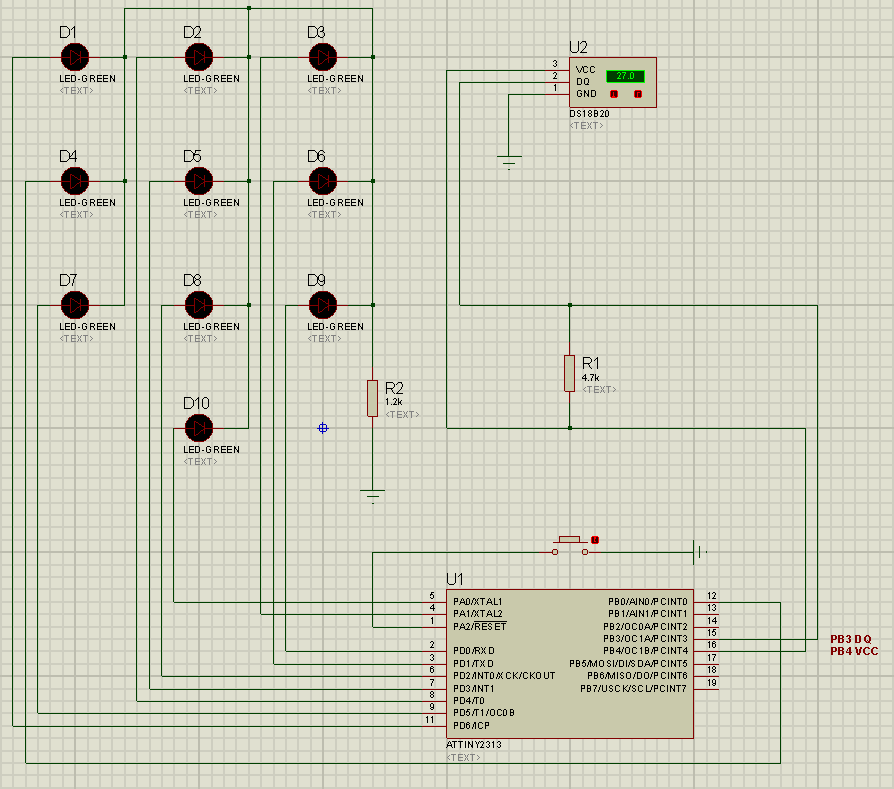 D1 D2 D3
LED-GREEN LED-GREEN LED-GREEN
<TEXT> <TEXT> <TEXT>
U2
3 VCC
2 DQ
1 GND
27.0
DS18B20
<TEXT>
D4 D5 D6
LED-GREEN LED-GREEN LED-GREEN
<TEXT> <TEXT> <TEXT>
D7 D8 D9
LED-GREEN LED-GREEN LED-GREEN
<TEXT> <TEXT> <TEXT>
R1
4.7k
<TEXT>
R2
1.2k
<TEXT>
D10
LED-GREEN
<TEXT>
U1
5 PA0/XTAL1 PB0/AIN0/PCINT0 12
4 PA1/XTAL2 PB1/AIN1/PCINT1 13
1 PA2/RESET PB2/OC0A/PCINT2 14
PB3/OC1A/PCINT3 15
PB3 DQ
2 PD0/RXD PB4/OC1B/PCINT4 16
PB4 VCC
3 PD1/TXD PB5/MOSI/DI/SDA/PCINT5 17
6 PD2/INT0/XCK/CKOUT PB6/MISO/DO/PCINT6 18
7 PD3/INT1 PB7/USCK/SCL/PCINT7 19
8 PD4/T0
9 PD5/T1/OC0B
11 PD6/ICP
ATTINY2313
<TEXT>